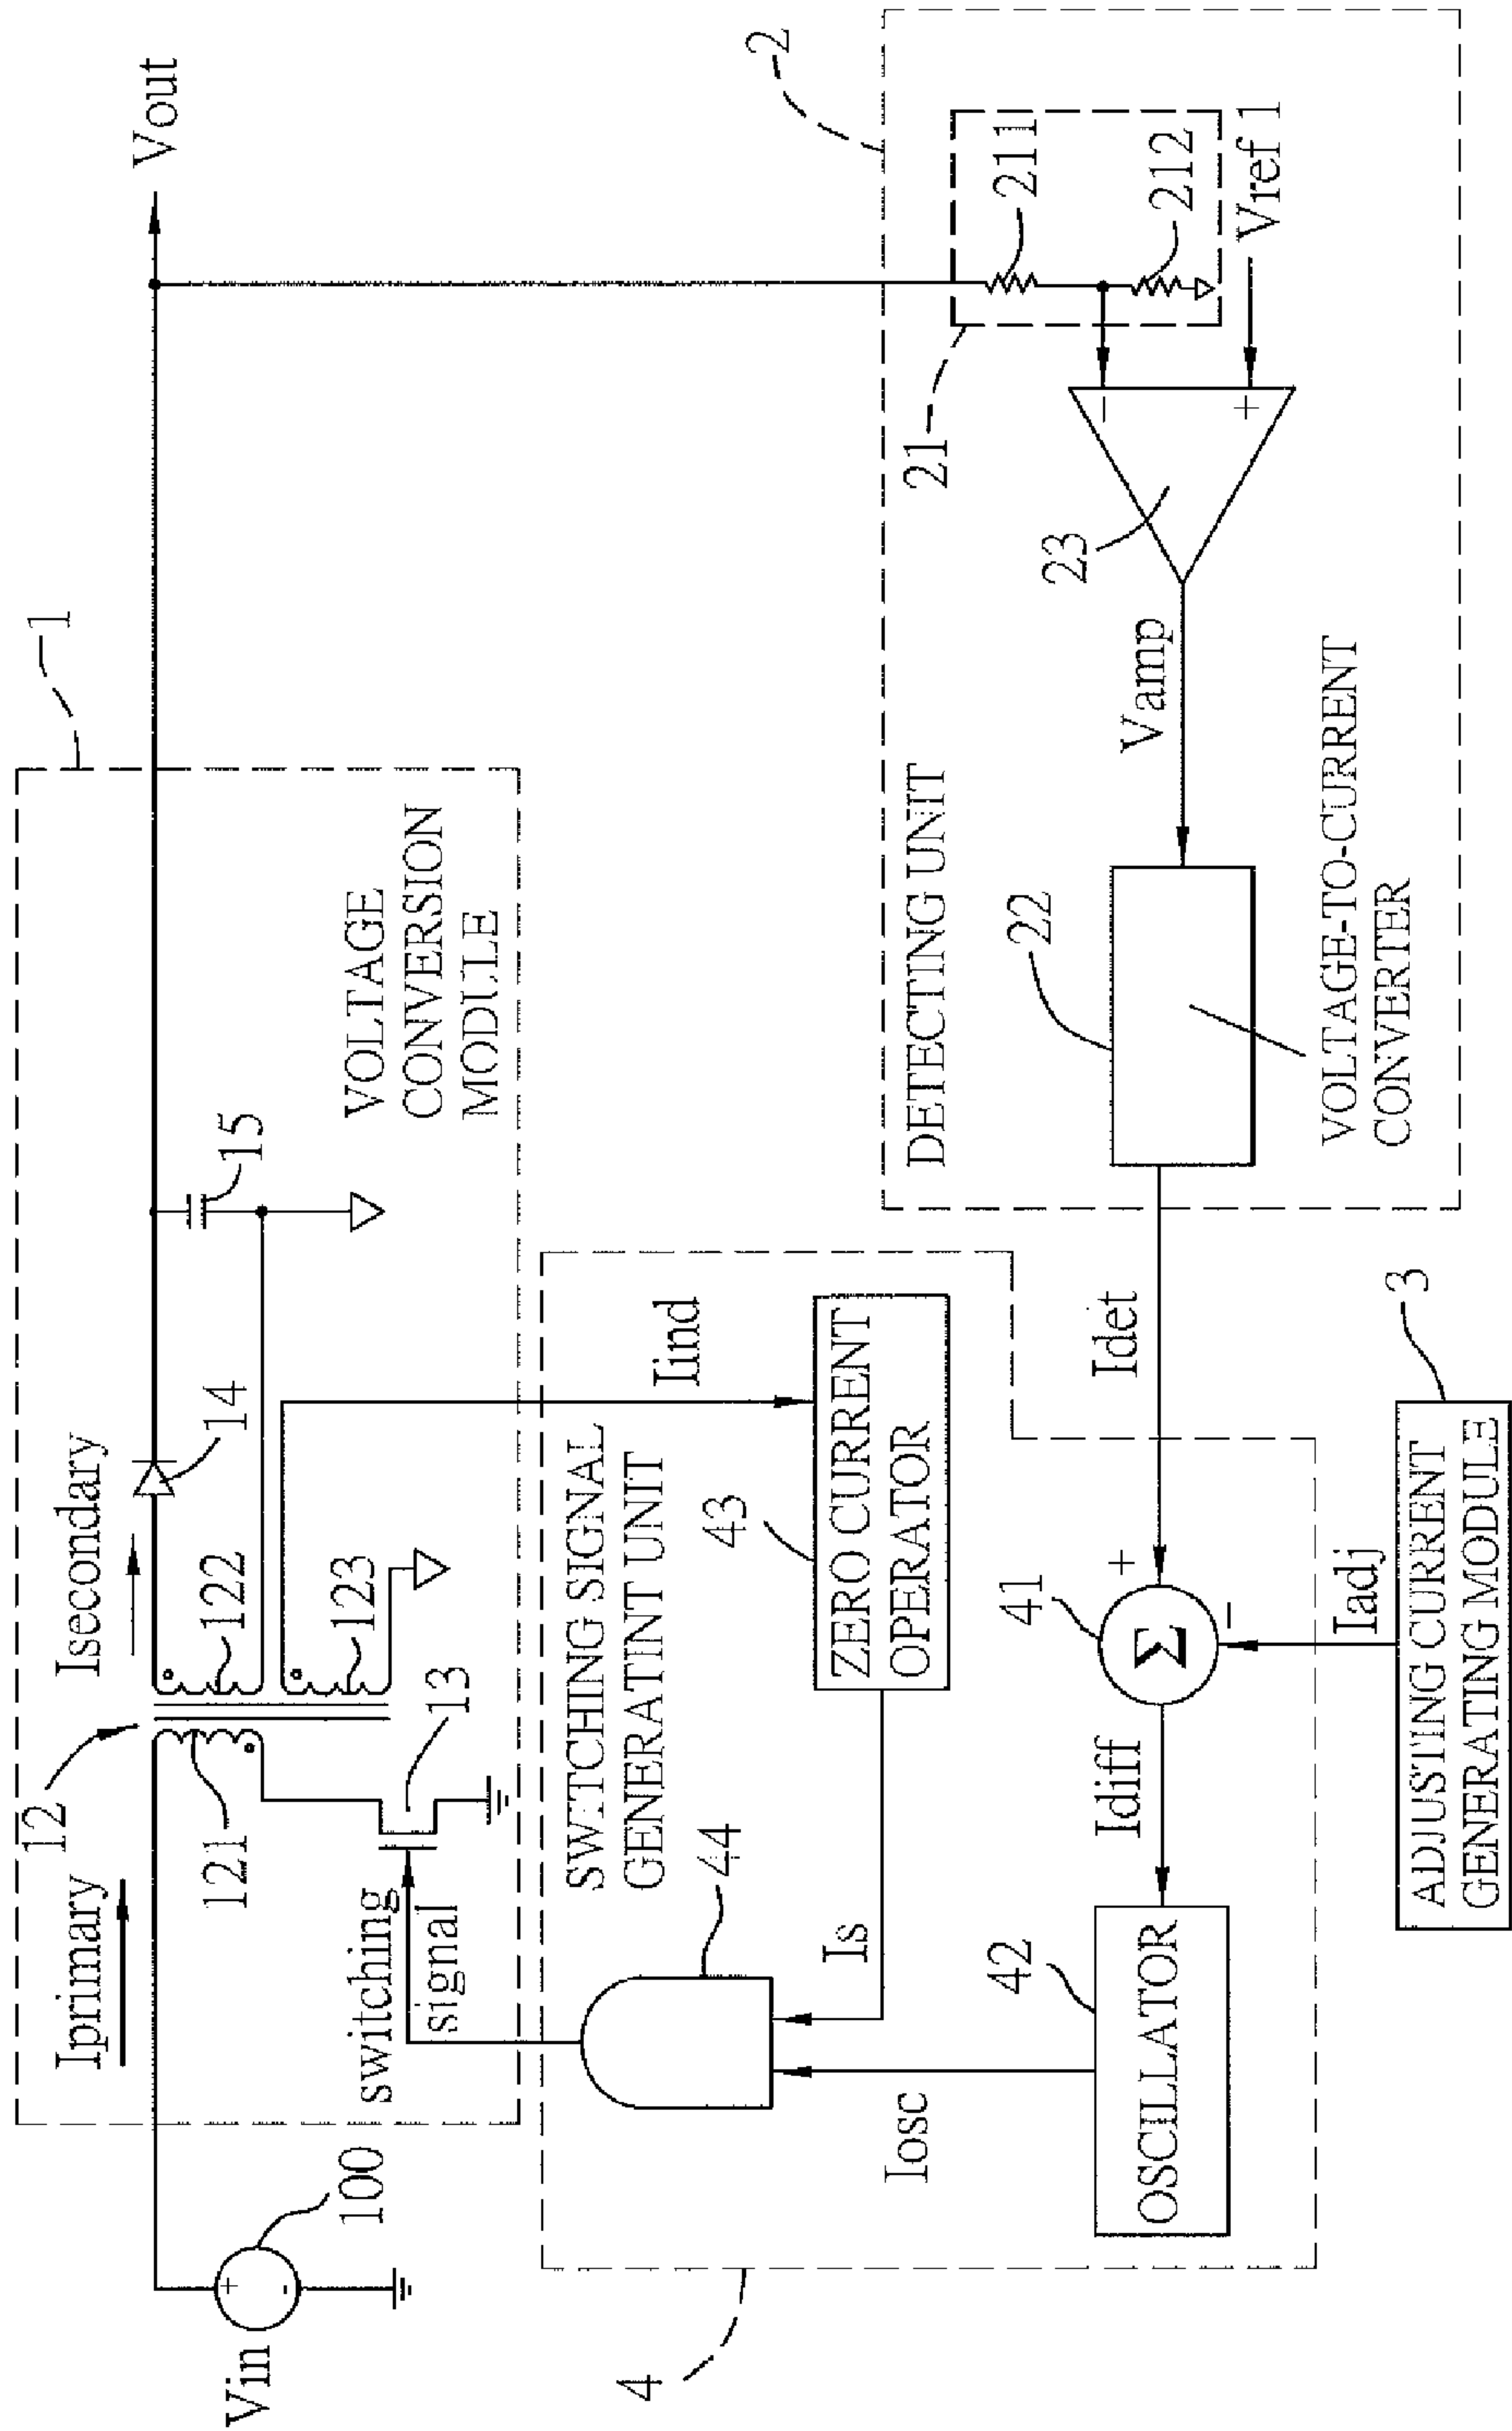 Vin
100
Iprimary
12
121
Isecondary
122
123
13
14
15
1
Vout
switching
signal
VOLTAGE
CONVERSION
MODULE
4
SWITCHING SIGNAL
GENERATINT UNIT
44
43
Iind
ZERO CURRENT
OPERATOR
Is
Iosc
42
OSCILLATOR
Idiff
41
Σ
+
-
Idet
Iadj
3
ADJUSTING CURRENT
GENERATING MODULE
2
DETECTING UNIT
22
VOLTAGE-TO-CURRENT
CONVERTER
Vamp
23
-
+
21
211
212
Vref 1